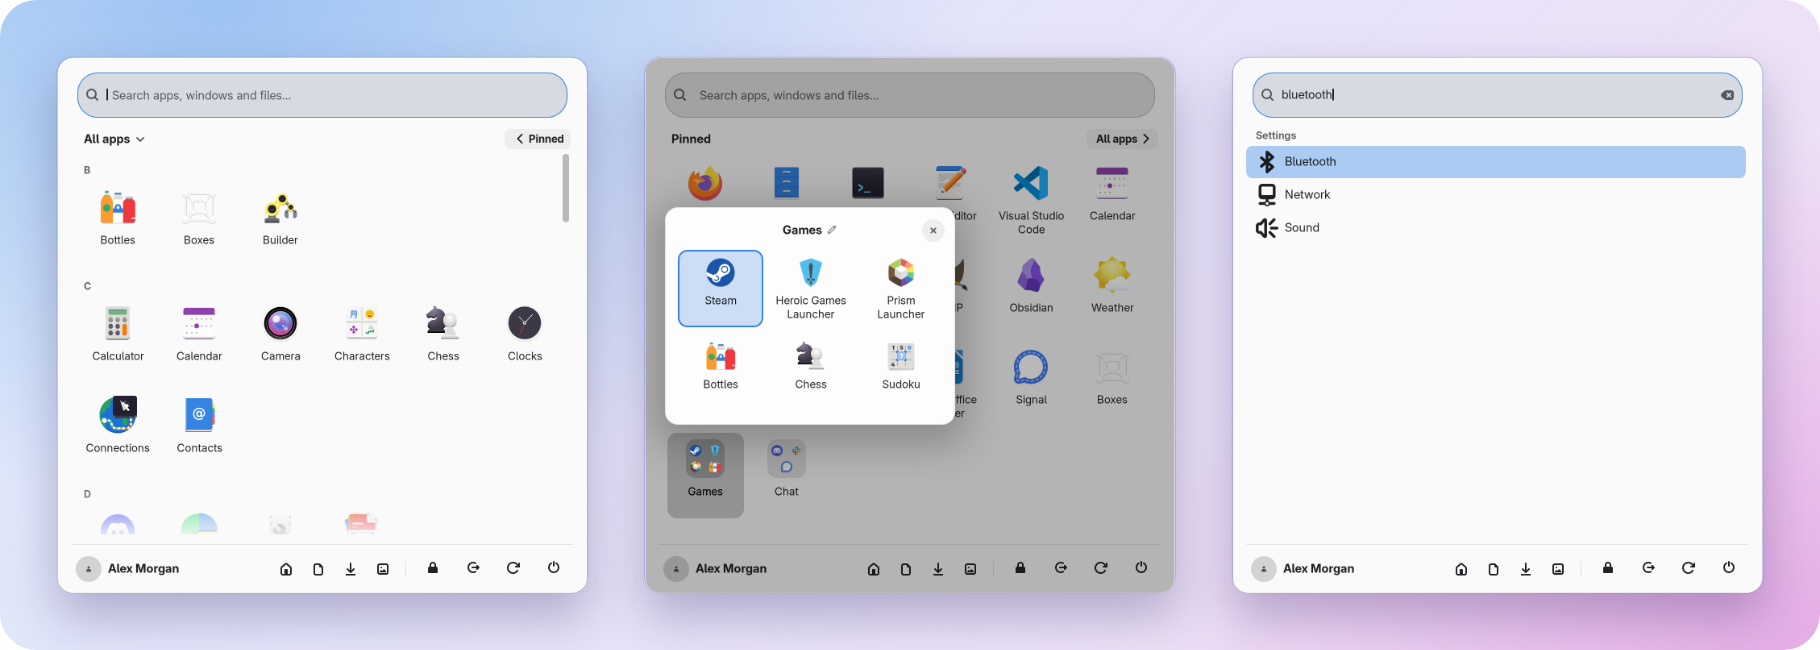 Search apps, windows and files...
All apps
Pinned
B
Bottles
Boxes
Builder
C
Calculator
Calendar
Camera
Characters
Chess
Clocks
Connections
Contacts
D
Alex Morgan
Search apps, windows and files...
Pinned
All apps
ditor
Visual Studio
Code
Calendar
Games
Steam
Heroic Games
Launcher
Prism
Launcher
Bottles
Chess
Sudoku
IP
Obsidian
Weather
ffice
er
Signal
Boxes
Games
Chat
Alex Morgan
bluetooth
Settings
Bluetooth
Network
Sound
Alex Morgan